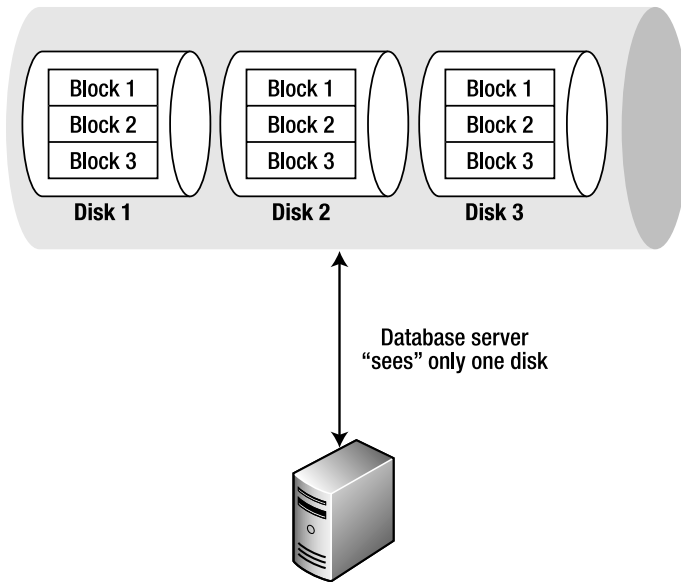 Block 1
Block 2
Block 3
Disk 1
Block 1
Block 2
Block 3
Disk 2
Block 1
Block 2
Block 3
Disk 3
Database server
“sees” only one disk